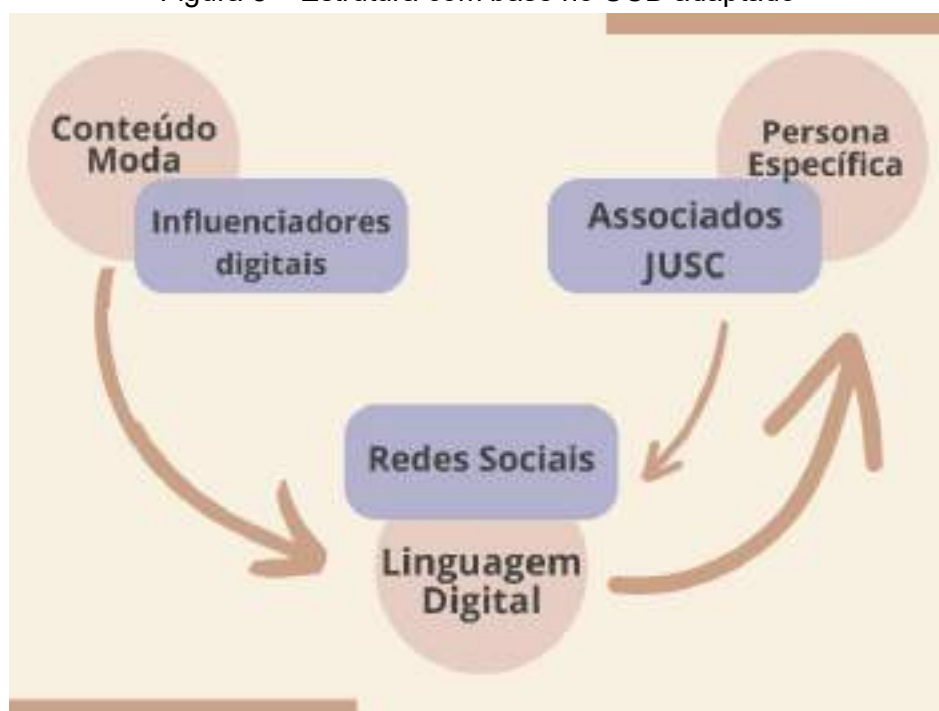 Conteúdo
Moda
Influenciadores
digitais
Persona
Específica
Associados
JUSC
Redes Sociais
Linguagem
Digital